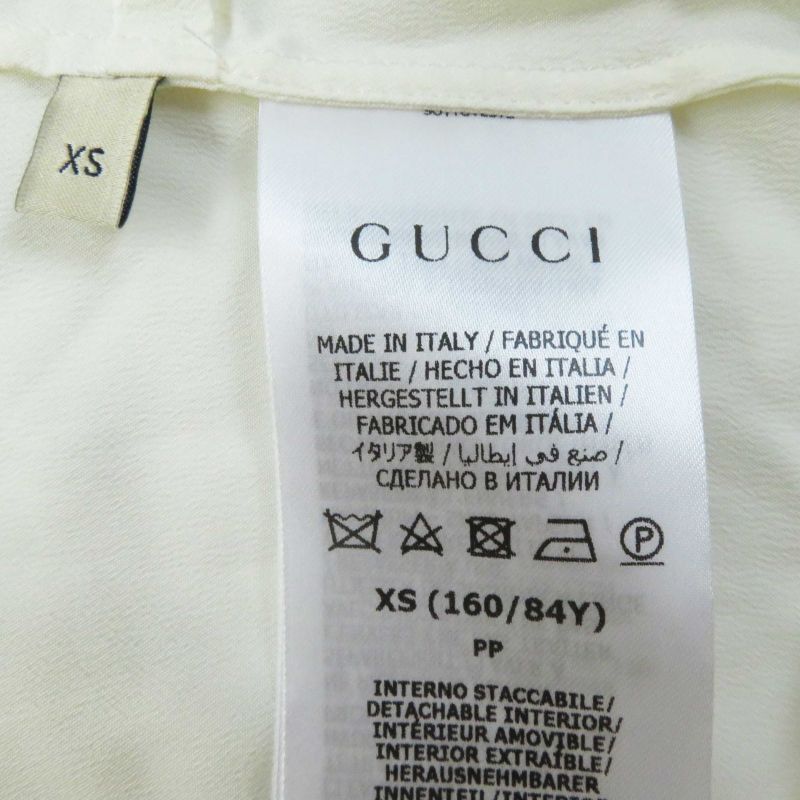 XS
GUCCI
MADE IN ITALY / FABRIQUÉ EN
ITALIE / HECHO EN ITALIA /
HERGESTELLT IN ITALIEN /
FABRICADO EM ITÁLIA /
イタリア製 / صنع في إيطاليا /
СДЕЛАНО В ИТАЛИИ
P
XS (160/84Y)
PP
INTERNO STACCABILE/
DETACHABLE INTERIOR/
INTÉRIEUR AMOVIBLE/
INTERIOR EXTRAÍBLE/
HERAUSNEHMBARER
INNENTEIL/INTERIOR